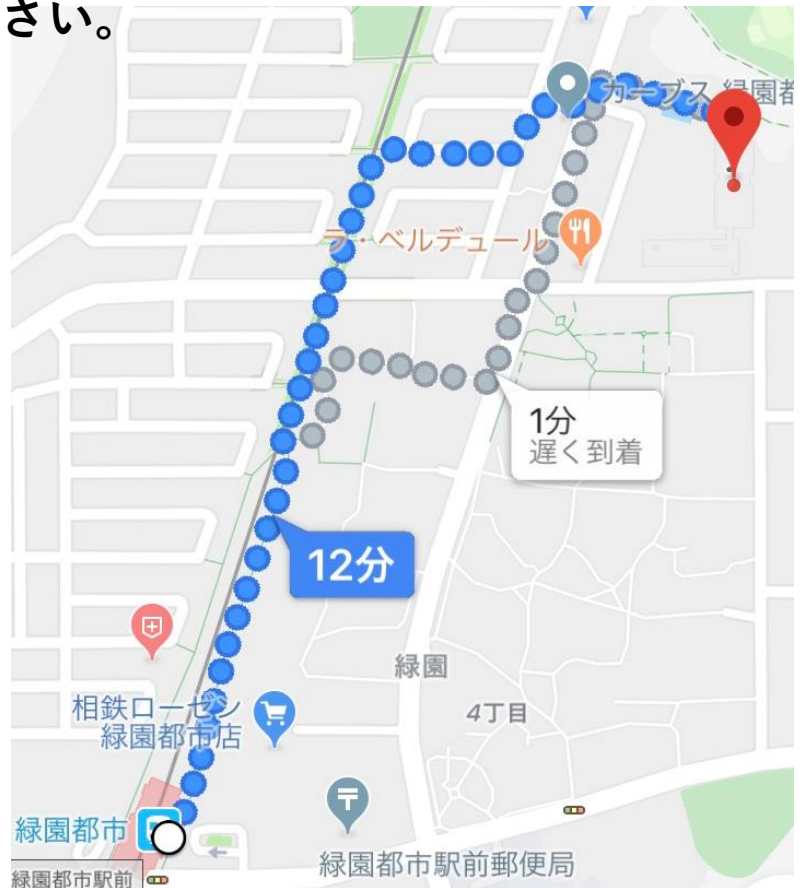 さい。
カーブス 緑園都
ラ・ベルデュール
1分
遅く到着
12分
緑園
4丁目
相鉄ローゼン
緑園都市店
緑園都市
緑園都市駅前郵便局
緑園都市駅前